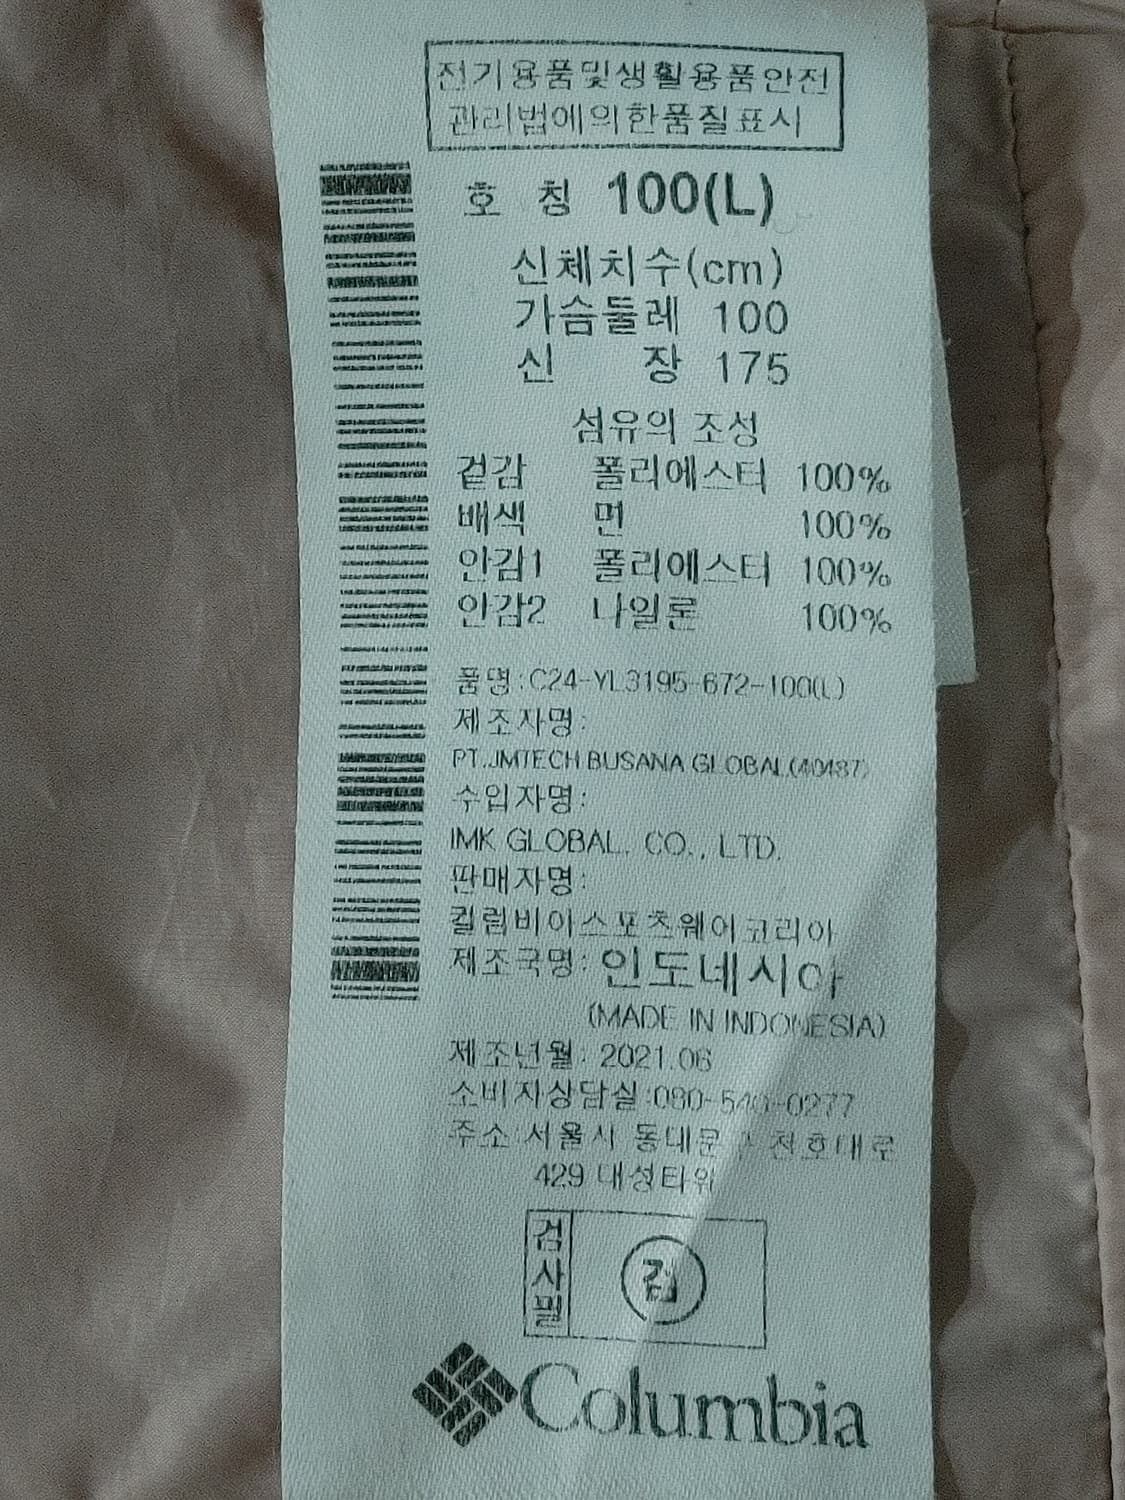 전기용품및생활용품안전
관리법에의한품질표시
호 칭 100(L)
신체치수(cm)
가슴둘레 100
신 장 175
섬유의 조성
겉감 폴리에스터 100%
배색 면 100%
안감1 폴리에스터 100%
안감2 나일론 100%
품명:C24-YL3195-672-100(L)
제조자명:
PT.JMTECH BUSANA GLOBAL(40487)
수입자명:
IMK GLOBAL. CO., LTD.
판매자명:
컬럼비아스포츠웨어코리아
제조국명: 인도네시아
(MADE IN INDONESIA)
제조년월: 2021.06
소비자상담실:080-540-0277
주소:서울시 동대문구 천호대로
429 대성타워
검사필
검
Columbia